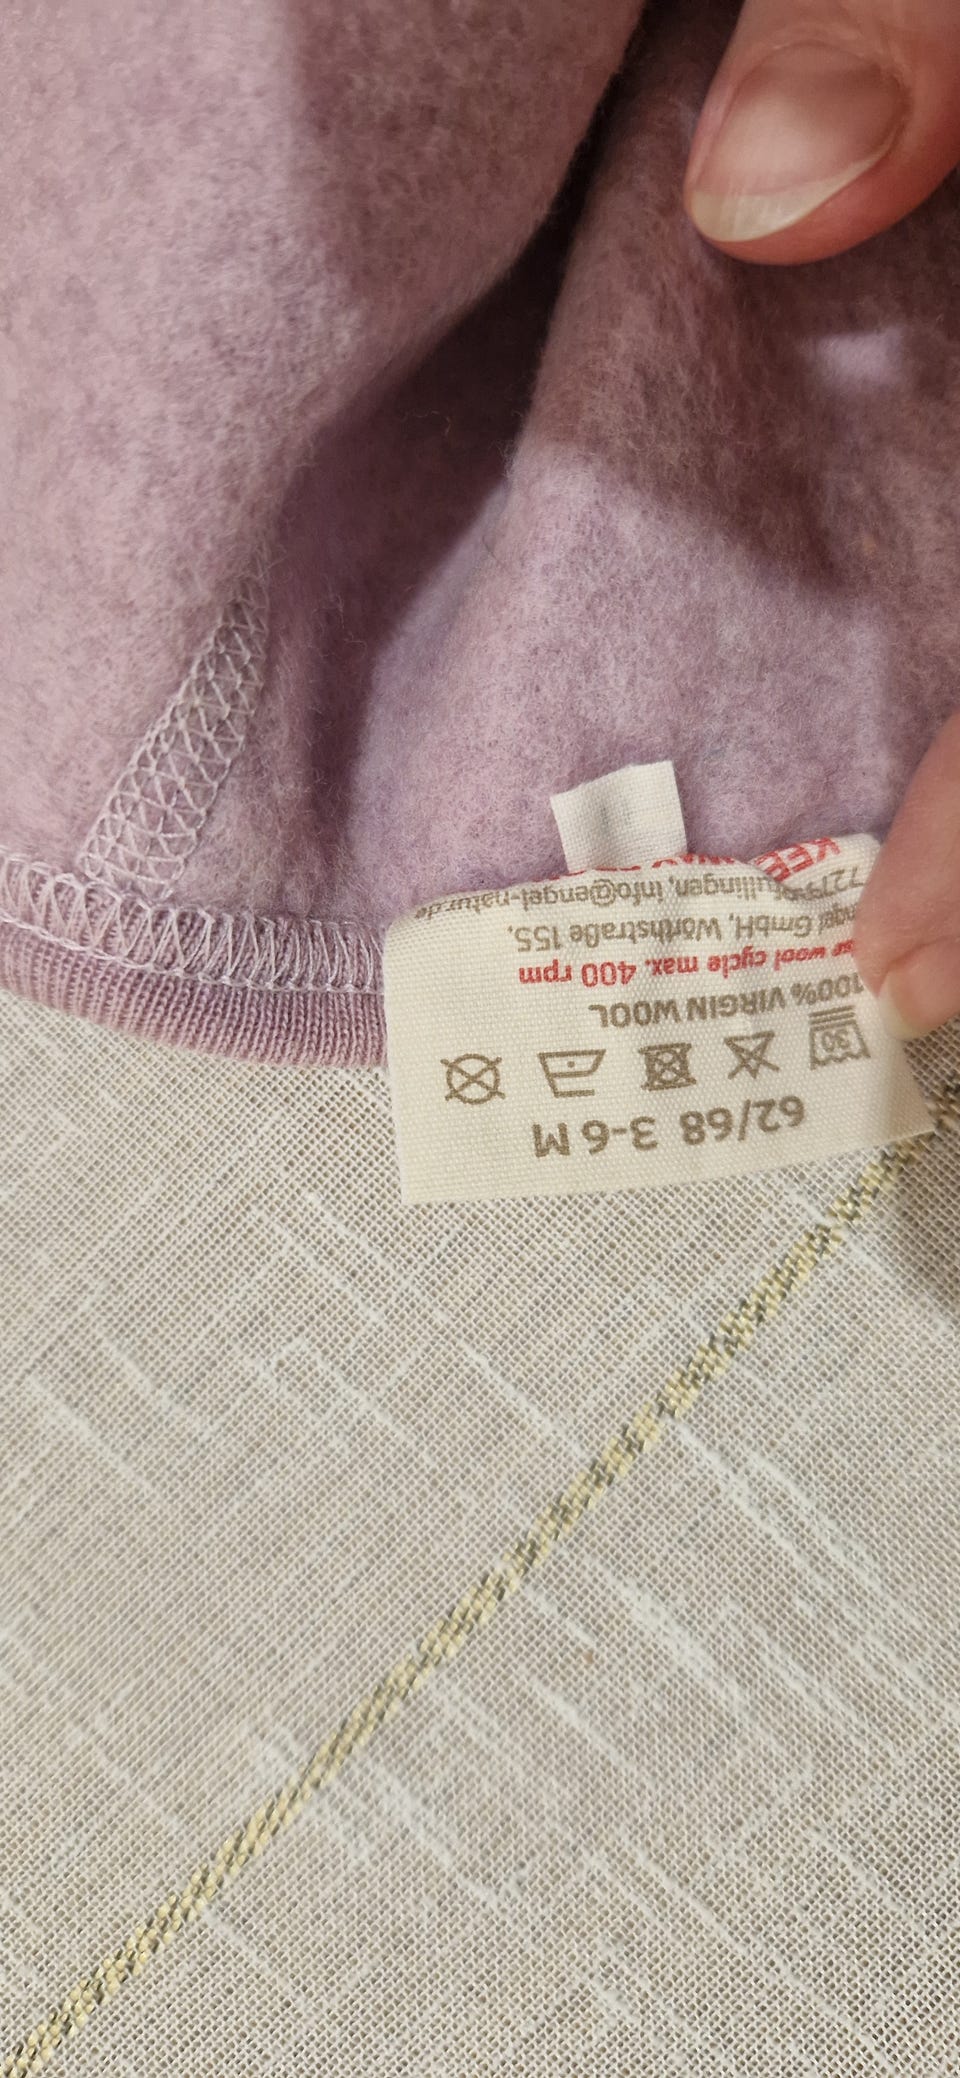 62/68 3-6 M
30
100% VIRGIN WOOL
wool cycle max. 400 rpm
GmbH, Wörthstraße 155,
info@engel-natur.de